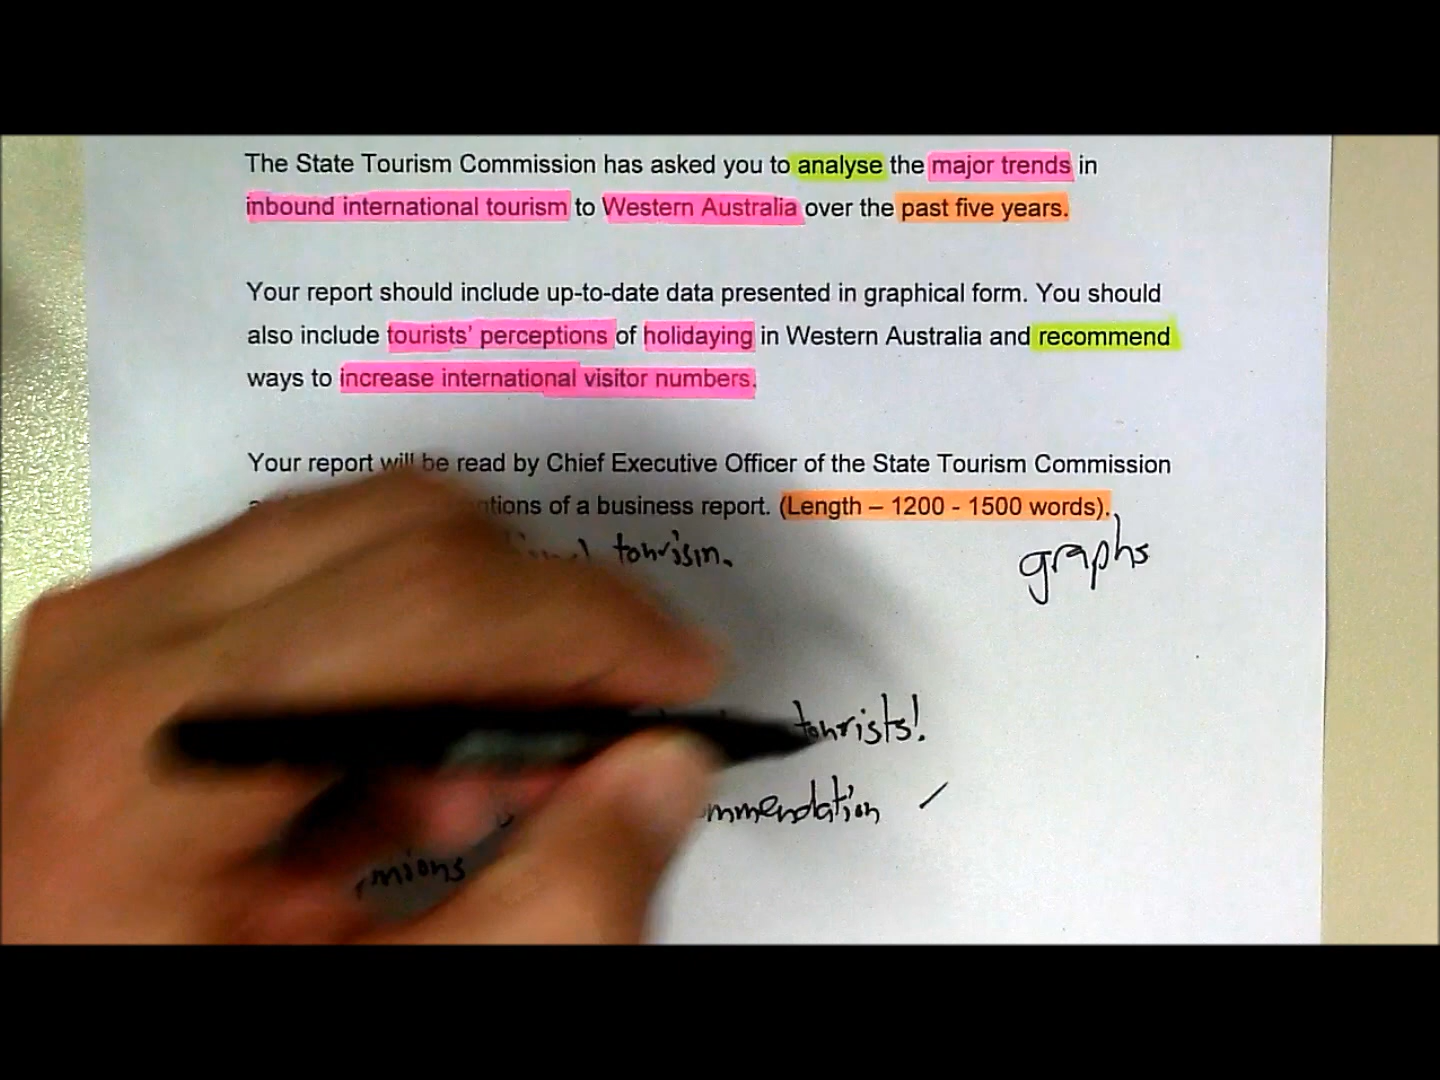 The State Tourism Commission has asked you to analyse the major trends in
inbound international tourism to Western Australia over the past five years.
Your report should include up-to-date data presented in graphical form. You should
also include tourists' perceptions of holidaying in Western Australia and recommend
ways to increase international visitor numbers.
Your report will be read by Chief Executive Officer of the State Tourism Commission
of a business report. (Length – 1200 - 1500 words).
tourism.
graphs
tourists!